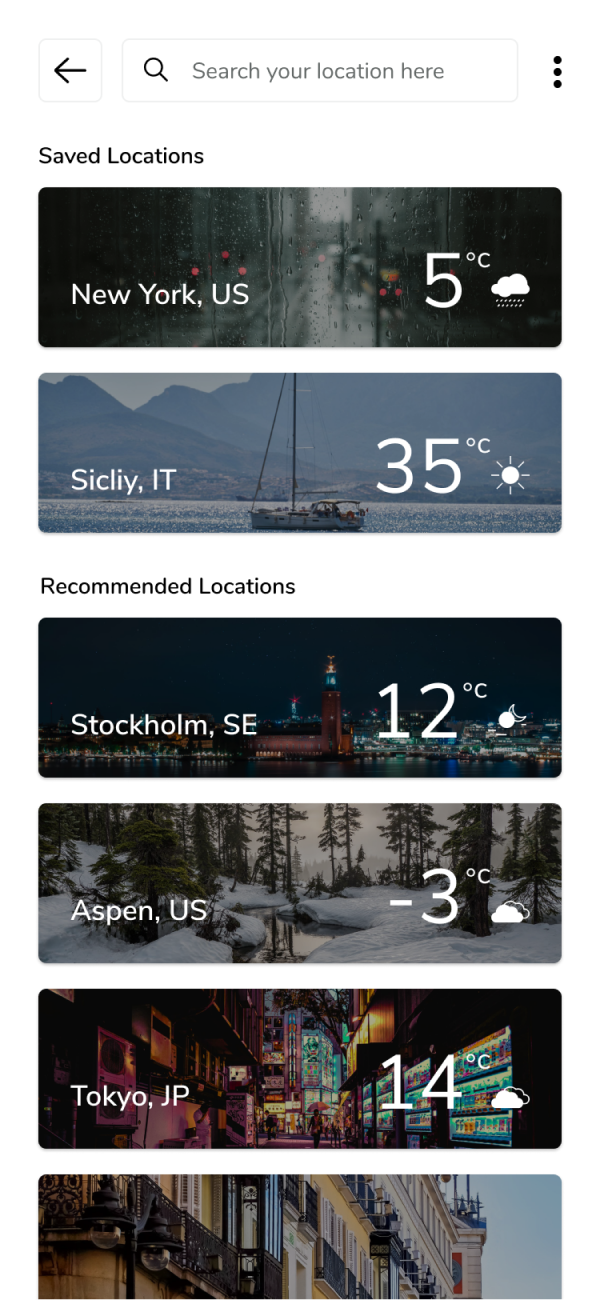 Search your location here
Saved Locations
New York, US
5°C
Sicliy, IT
35°C
Recommended Locations
Stockholm, SE
12°C
Aspen, US
-3°C
Tokyo, JP
14°C